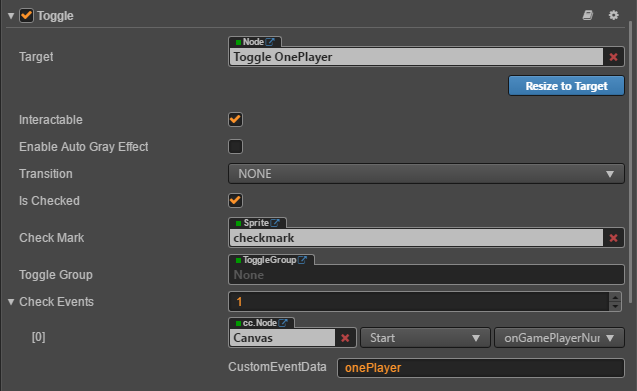 Toggle
Node
Target Toggle OnePlayer
Resize to Target
Interactable
Enable Auto Gray Effect
Transition NONE
Is Checked
Sprite
Check Mark checkmark
ToggleGroup
Toggle Group None
Check Events 1
cc.Node
[0] Canvas Start onGamePlayerNur
CustomEventData onePlayer